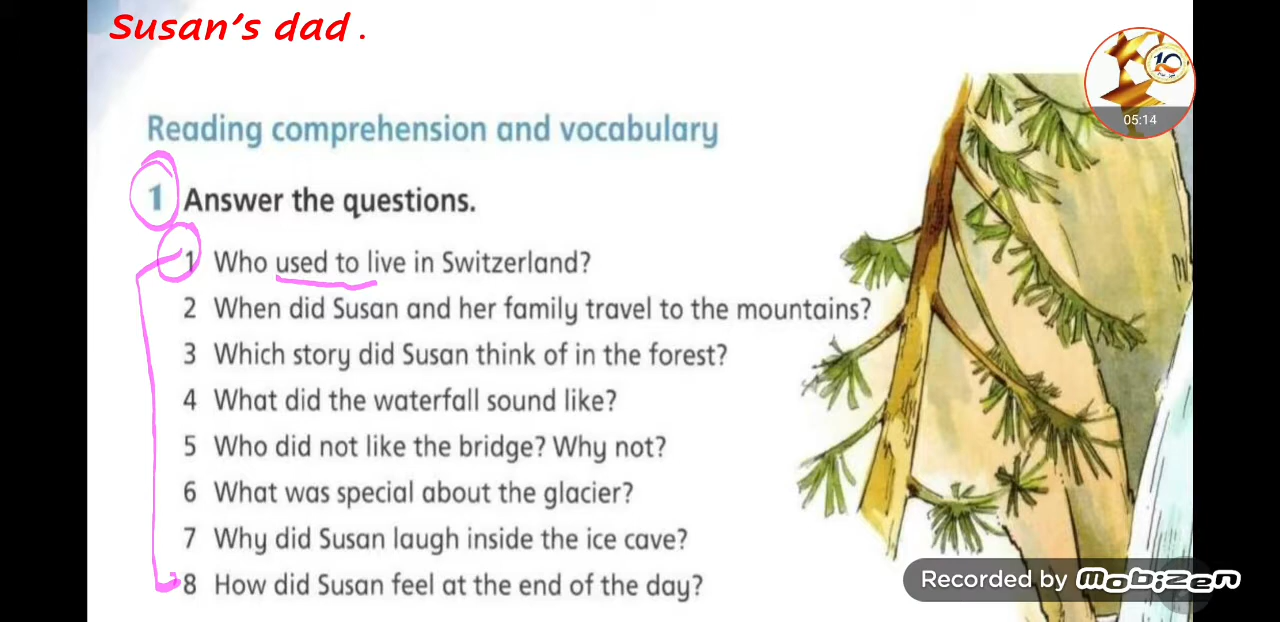 Susan's dad .
Reading comprehension and vocabulary
1 Answer the questions.
1 Who used to live in Switzerland?
2 When did Susan and her family travel to the mountains?
3 Which story did Susan think of in the forest?
4 What did the waterfall sound like?
5 Who did not like the bridge? Why not?
6 What was special about the glacier?
7 Why did Susan laugh inside the ice cave?
8 How did Susan feel at the end of the day?
10
05:14
Recorded by mobizen